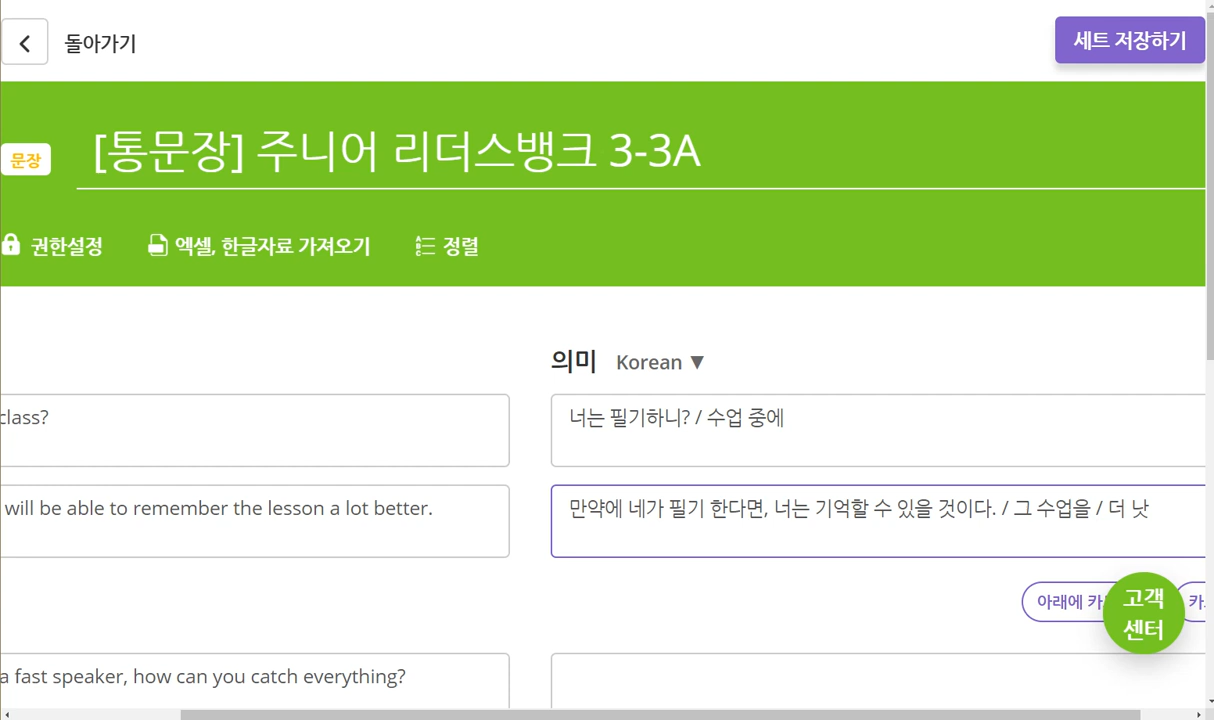 돌아가기
세트 저장하기
문장
[통문장] 주니어 리더스뱅크 3-3A
권한설정
엑셀, 한글자료 가져오기
정렬
의미 Korean ▼
class?
너는 필기하니? / 수업 중에
will be able to remember the lesson a lot better.
만약에 네가 필기 한다면, 너는 기억할 수 있을 것이다. / 그 수업을 / 더 낫
아래에 카
고객
센터
a fast speaker, how can you catch everything?